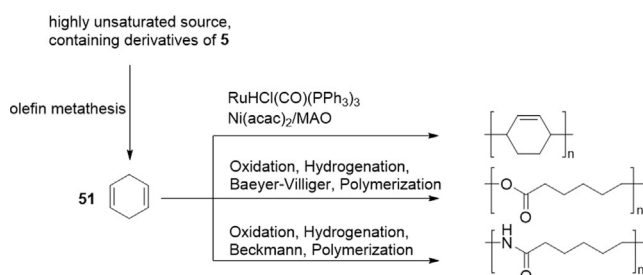 highly unsaturated source,
containing derivatives of 5
olefin metathesis
51
RuHCl(CO)(PPh3)3
Ni(acac)2/MAO
n
Oxidation, Hydrogenation,
Baeyer-Villiger, Polymerization
O
O
n
Oxidation, Hydrogenation,
Beckmann, Polymerization
H
N
O
n